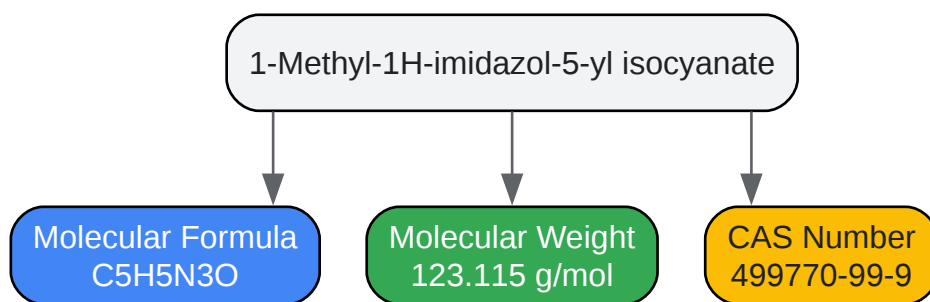 1-Methyl-1H-imidazol-5-yl isocyanate
Molecular Formula
C5H5N3O
Molecular Weight
123.115 g/mol
CAS Number
499770-99-9